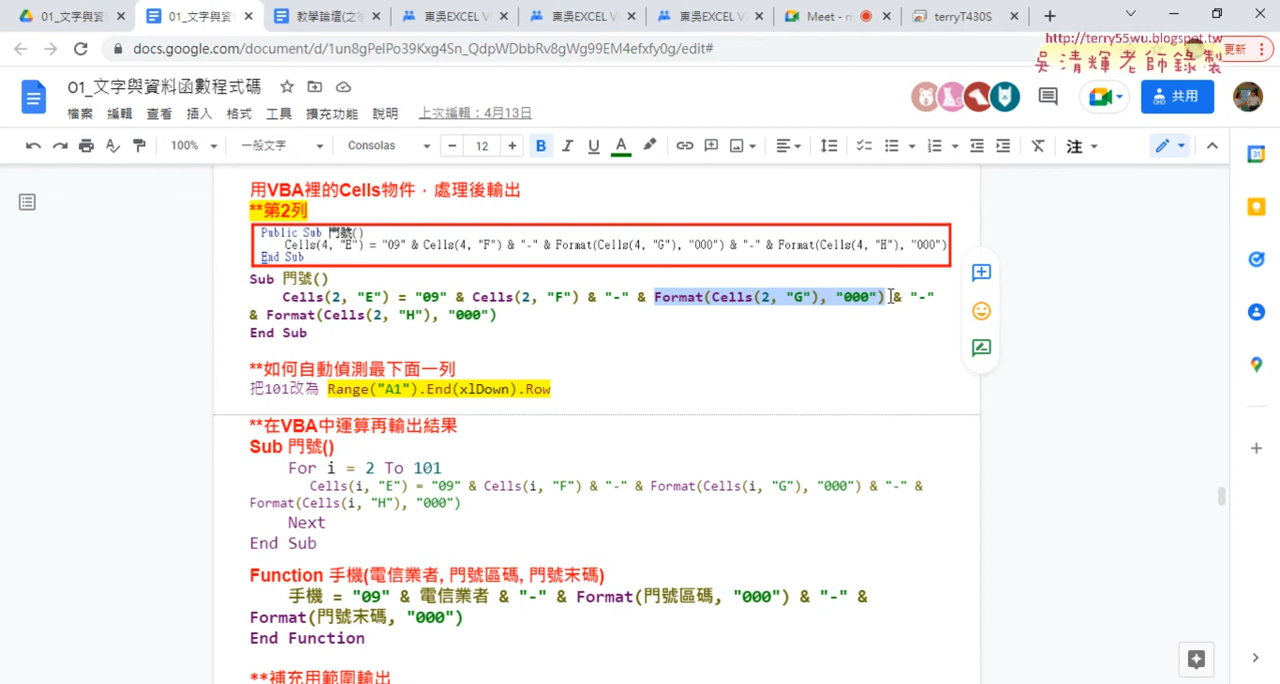 01_文字與資
01_文字與資
教學論壇(之
東吳EXCEL V
東吳EXCEL V
東吳EXCEL V
Meet - n
terryT430S
docs.google.com/document/d/1un8gPelPo39Kxg4Sn_QdpWDbbRv8gWg99EM4efxfy0g/edit#
http://terry55wu.blogspot.tw
吳清輝老師錄製
更新
01_文字與資料函數程式碼
檔案 編輯 查看 插入 格式 工具 擴充功能 說明 上次編輯：4月13日
共用
100% 一般文字 Consolas 12 B I U A 注
用VBA裡的Cells物件，處理後輸出
**第2列
Public Sub 門號()
Cells(4, "E") = "09" & Cells(4, "F") & "-" & Format(Cells(4, "G"), "000") & "-" & Format(Cells(4, "H"), "000")
End Sub
Sub 門號()
Cells(2, "E") = "09" & Cells(2, "F") & "-" & Format(Cells(2, "G"), "000") & "-"
& Format(Cells(2, "H"), "000")
End Sub
**如何自動偵測最下面一列
把101改為 Range("A1").End(xlDown).Row
**在VBA中運算再輸出結果
Sub 門號()
For i = 2 To 101
Cells(i, "E") = "09" & Cells(i, "F") & "-" & Format(Cells(i, "G"), "000") & "-" &
Format(Cells(i, "H"), "000")
Next
End Sub
Function 手機(電信業者, 門號區碼, 門號末碼)
手機 = "09" & 電信業者 & "-" & Format(門號區碼, "000") & "-" &
Format(門號末碼, "000")
End Function
**補充用範圍輸出